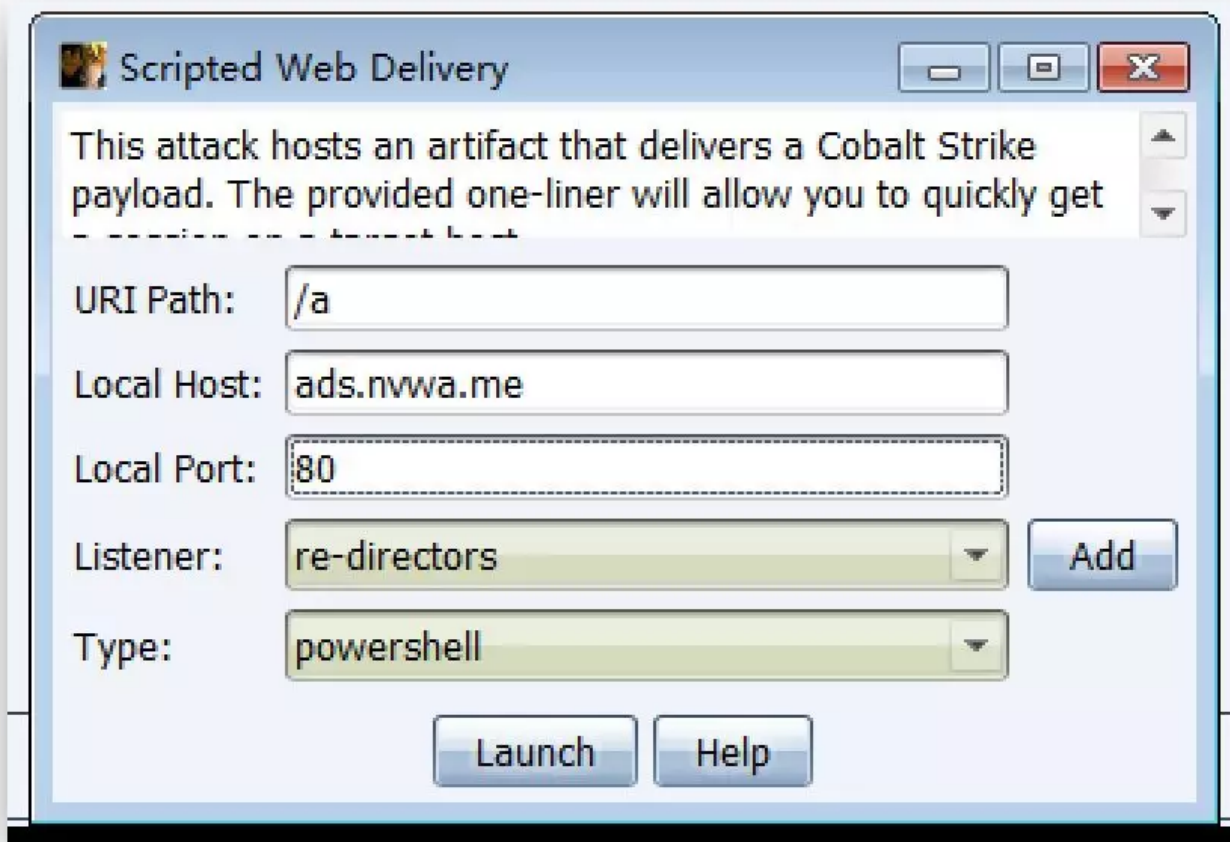 Scripted Web Delivery
This attack hosts an artifact that delivers a Cobalt Strike
payload. The provided one-liner will allow you to quickly get
URI Path: /a
Local Host: ads.nvwa.me
Local Port: 80
Listener: re-directors Add
Type: powershell
Launch Help